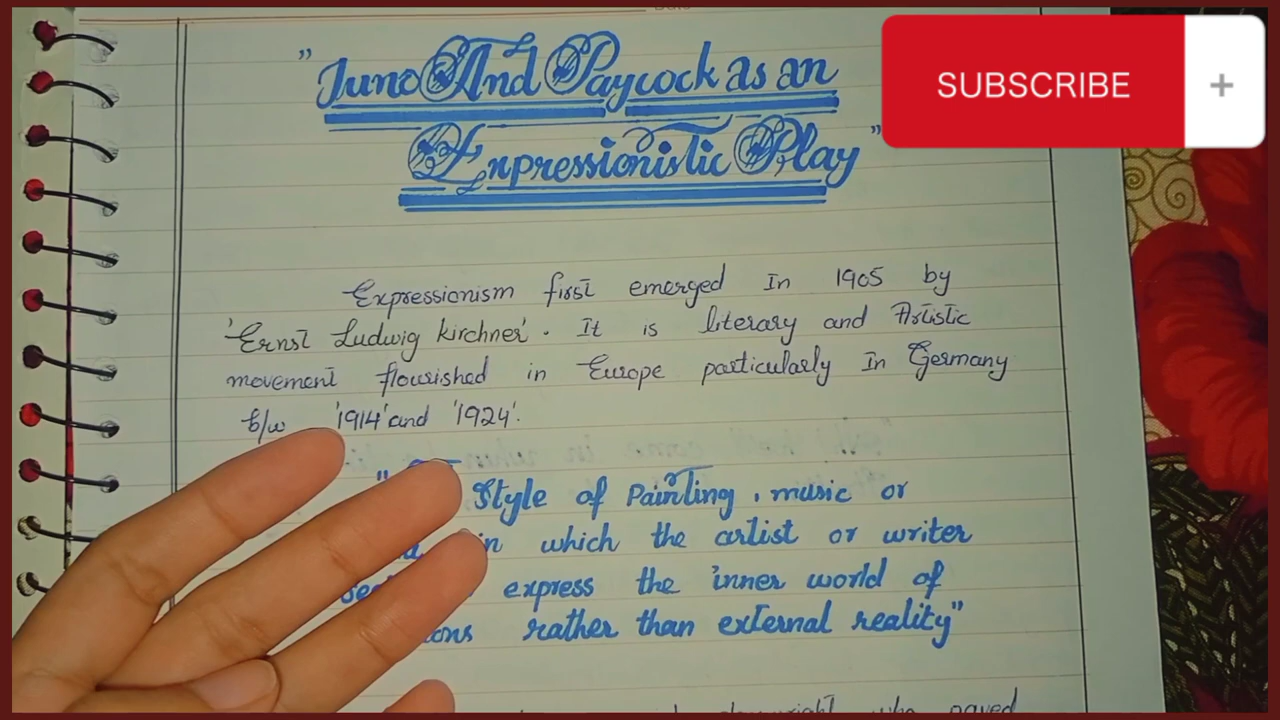 "Juno And Paycock as an
Expressionistic Play"
SUBSCRIBE +
Expressionism first emerged In 1905 by
'Ernst Ludwig kirchner'. It is literary and Artistic
movement flourished in Europe particularly In Germany
b/w '1914' and '1924'.
" Style of Painting, music or
in which the artist or writer
express the inner world of
rather than external reality"
who paved